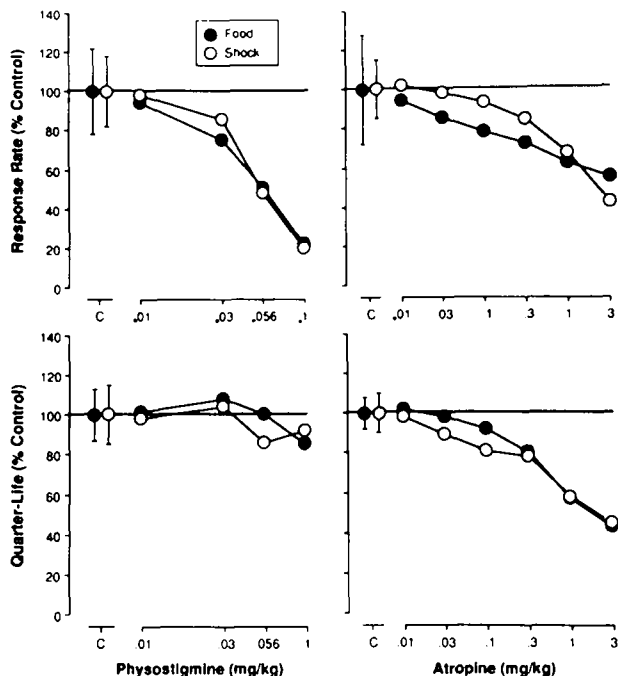 140
120
100
80
60
40
20
0
Response Rate (% Control)
Food
Shock
C .01 .03 .056 .1
C .01 03 .1 .3 1 3
140
120
100
80
60
40
20
0
Quarter-Life (% Control)
C .01 .03 056 1
C .01 .03 .1 .3 1 3
Physostigmine (mg/kg)
Atropine (mg/kg)